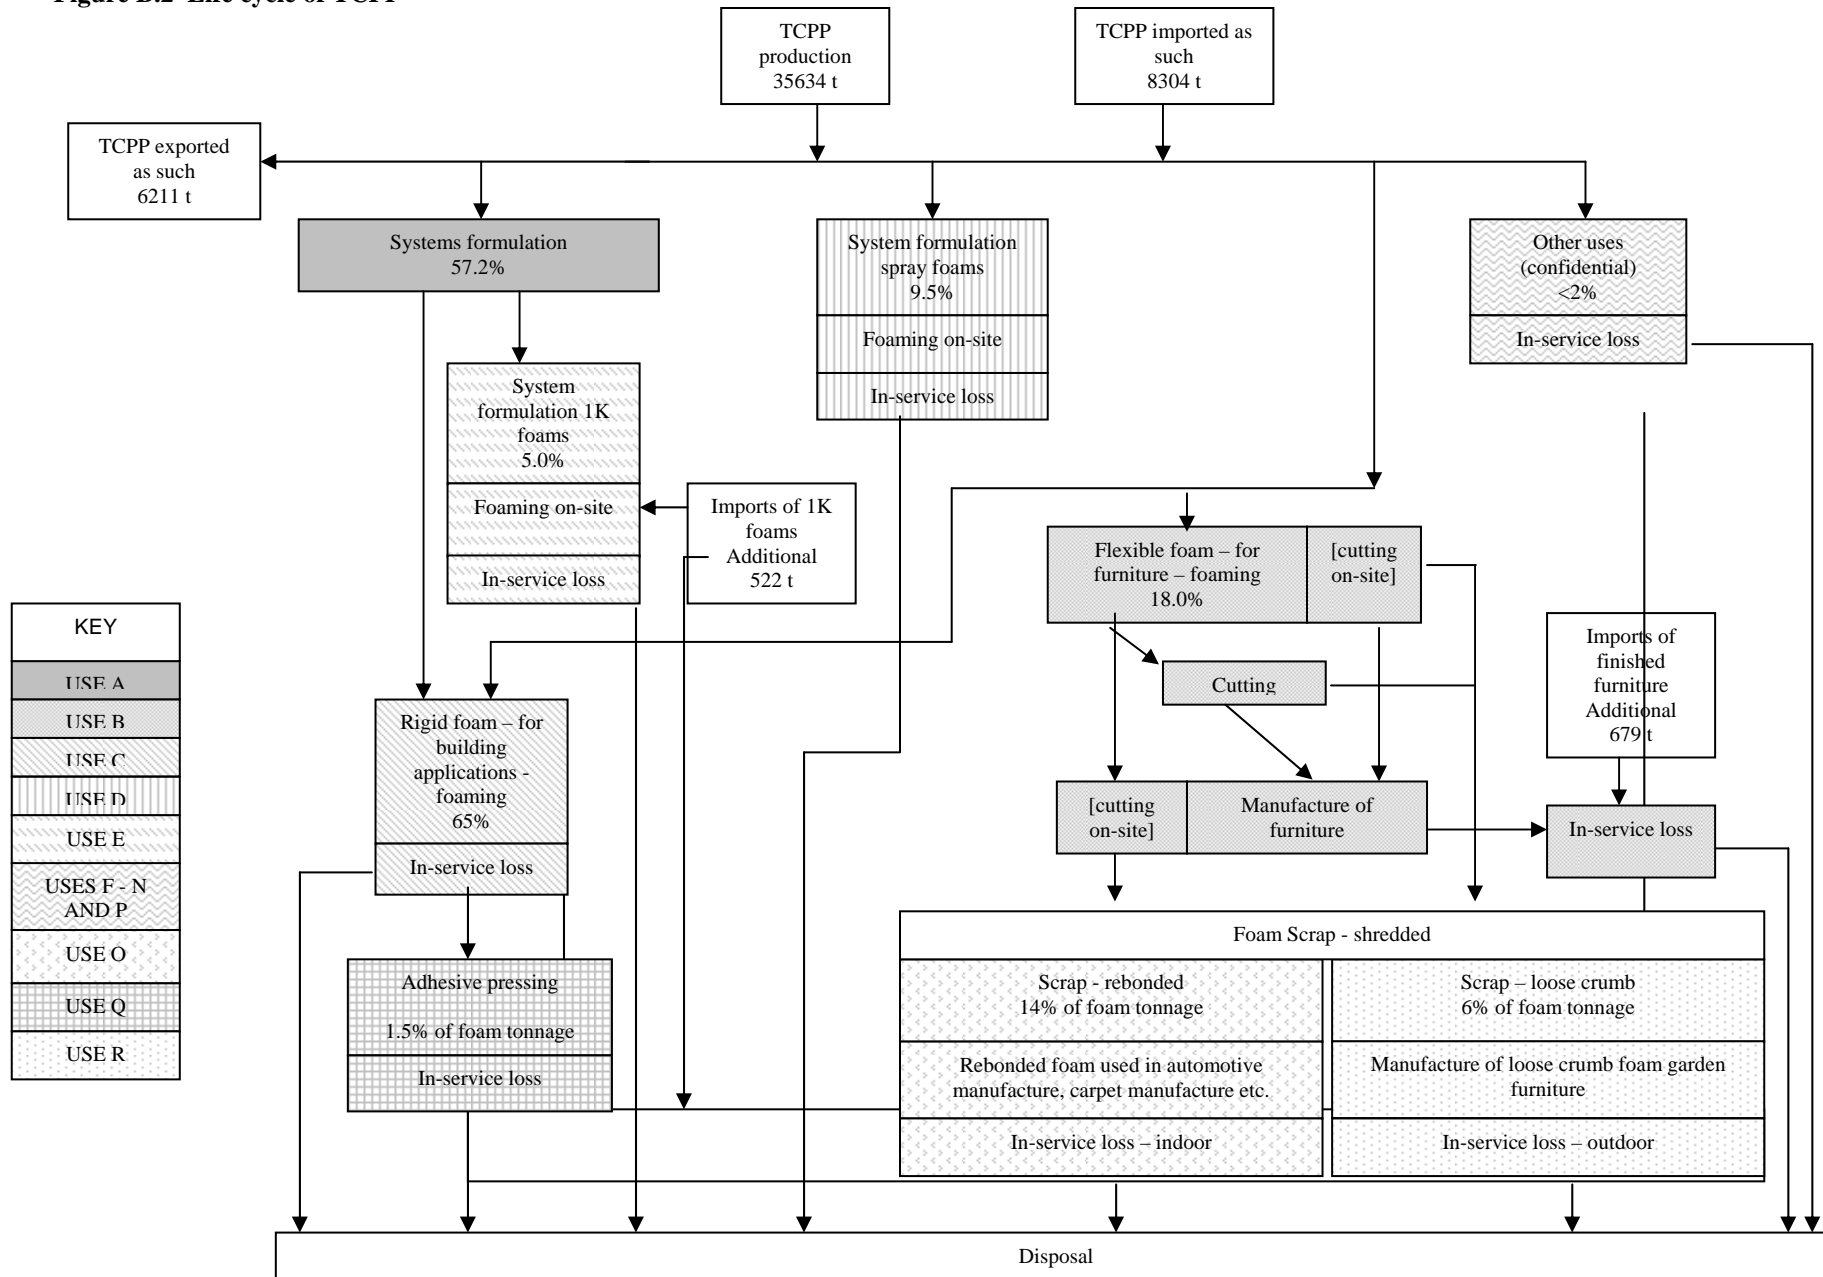 Figure B.2 Life cycle of TCPP
TCPP
production
35634 t
TCPP imported as
such
8304 t
TCPP exported
as such
6211 t
Systems formulation
57.2%
System formulation
spray foams
9.5%
Foaming on-site
In-service loss
Other uses
(confidential)
<2%
In-service loss
System
formulation 1K
foams
5.0%
Foaming on-site
In-service loss
Imports of 1K
foams
Additional
522 t
Flexible foam – for
furniture – foaming
18.0%
[cutting
on-site]
Cutting
Imports of
finished
furniture
Additional
679 t
KEY
USE A
USE B
USE C
USE D
USE E
USES F - N
AND P
USE O
USE Q
USE R
Rigid foam – for
building
applications -
foaming
65%
In-service loss
[cutting
on-site]
Manufacture of
furniture
In-service loss
Foam Scrap - shredded
Adhesive pressing
1.5% of foam tonnage
In-service loss
Scrap - rebonded
14% of foam tonnage
Rebonded foam used in automotive
manufacture, carpet manufacture etc.
In-service loss – indoor
Scrap – loose crumb
6% of foam tonnage
Manufacture of loose crumb foam garden
furniture
In-service loss – outdoor
Disposal